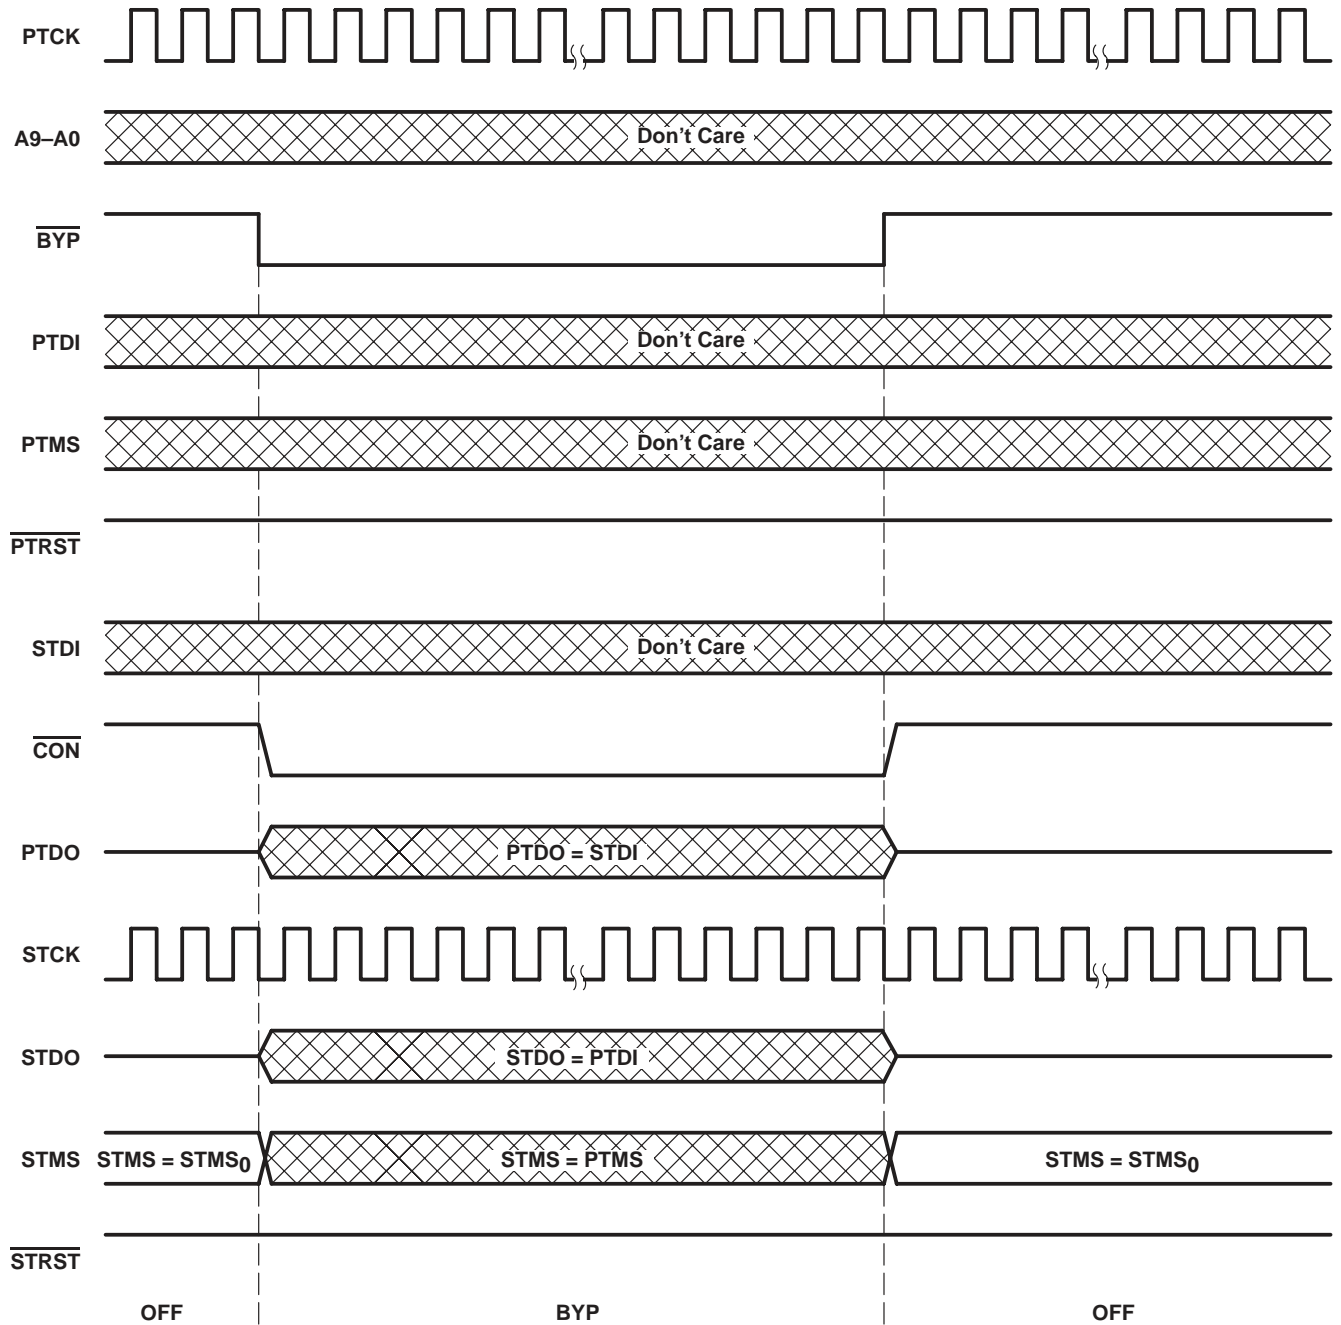 PTCK
A9–A0 Don't Care
BYP
PTDI Don't Care
PTMS Don't Care
PTRST
STDI Don't Care
CON
PTDO PTDO = STDI
STCK
STDO STDO = PTDI
STMS STMS = STMS0 STMS = PTMS STMS = STMS0
STRST
OFF BYP OFF